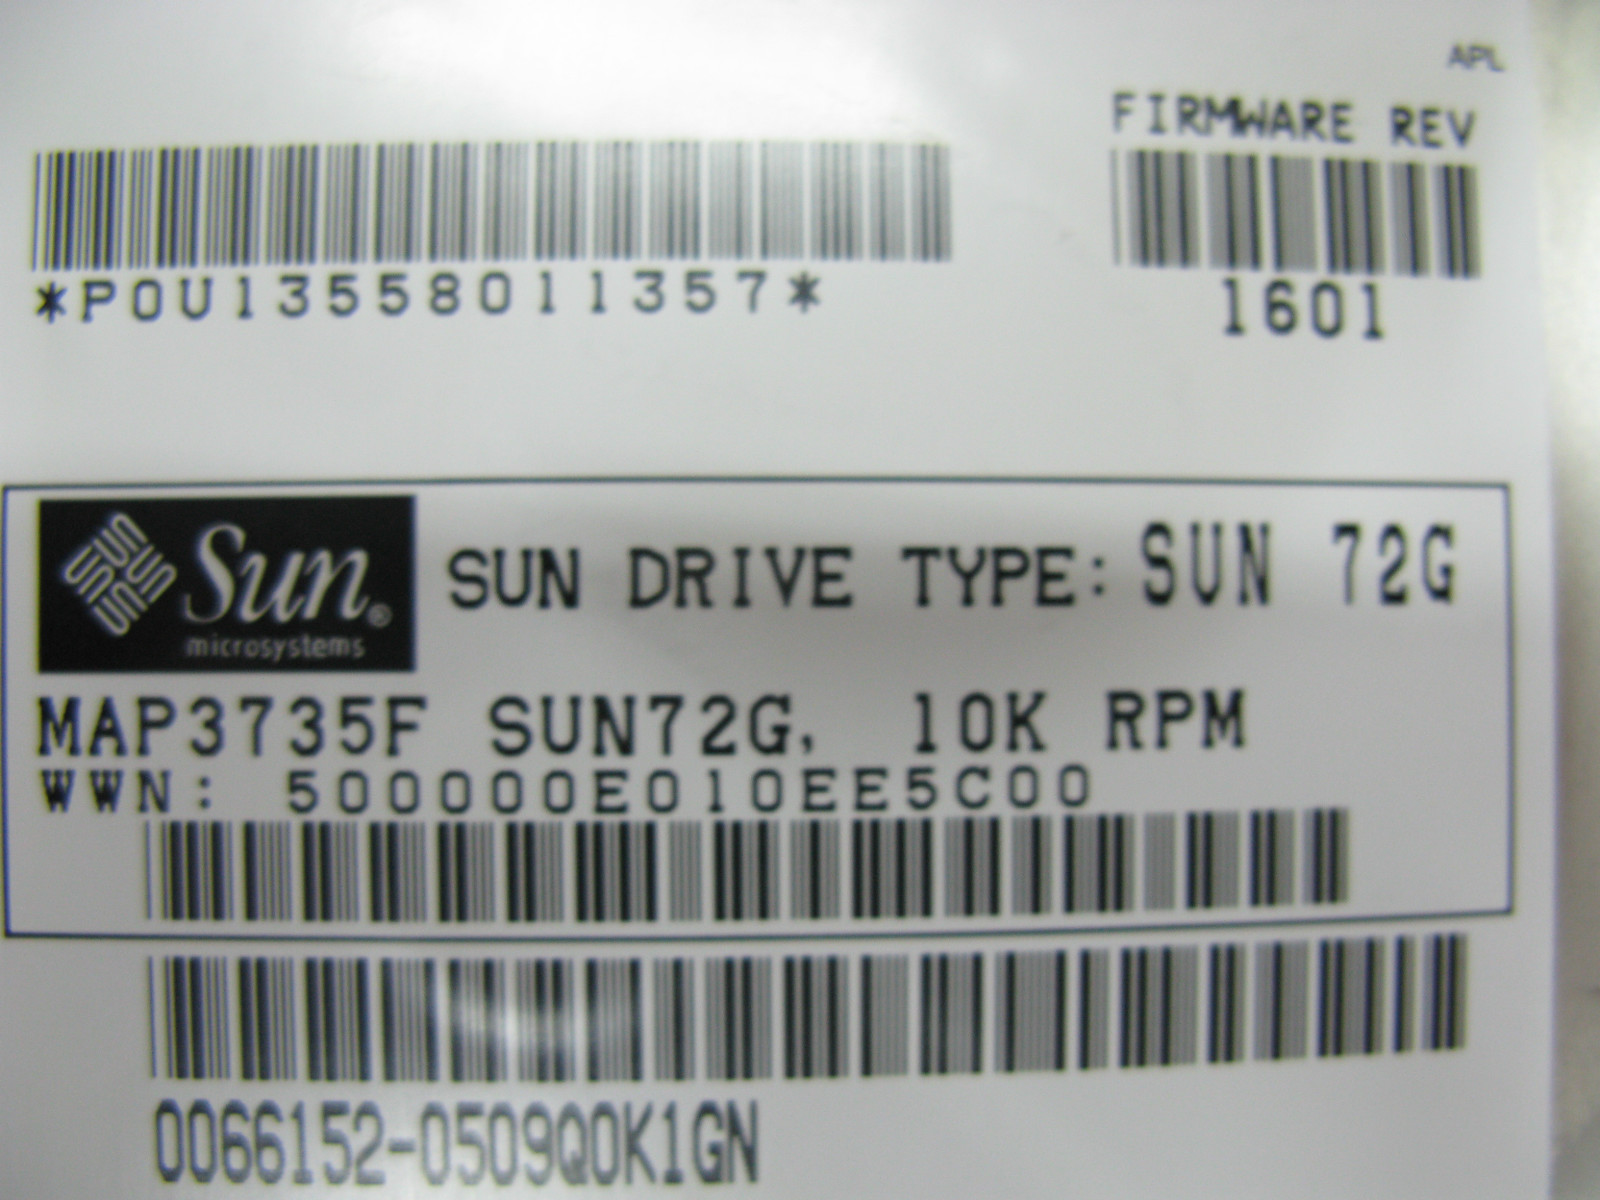 APL
FIRMWARE REV
*P0U13558011357*
1601
Sun®
microsystems
SUN DRIVE TYPE: SUN 72G
MAP3735F SUN72G, 10K RPM
WWN: 500000E010EE5C00
0066152-0509Q0K1GN